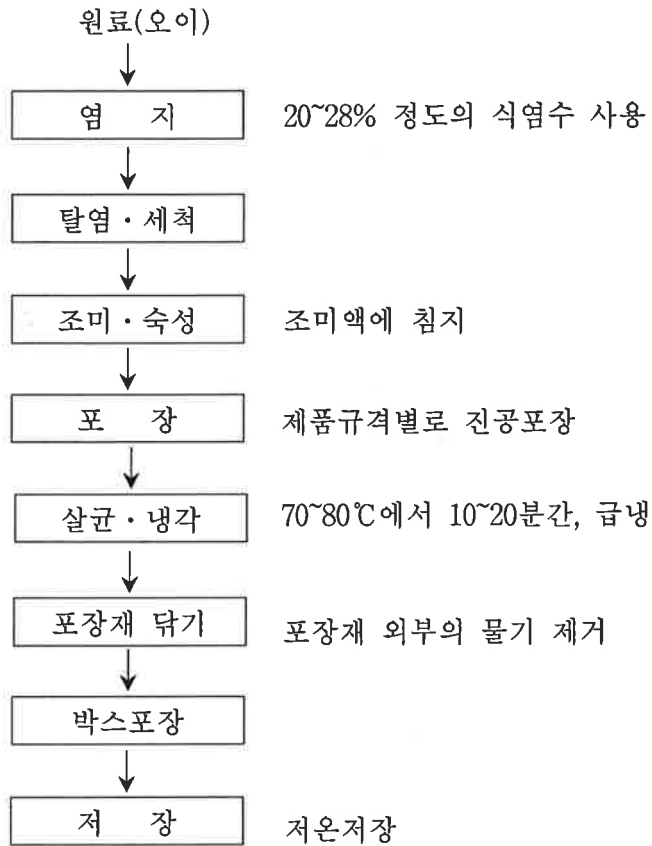 원료(오이)
염 지 20~28% 정도의 식염수 사용
탈염·세척
조미·숙성 조미액에 침지
포 장 제품규격별로 진공포장
살균·냉각 70~80℃에서 10~20분간, 급냉
포장재 닦기 포장재 외부의 물기 제거
박스포장
저 장 저온저장